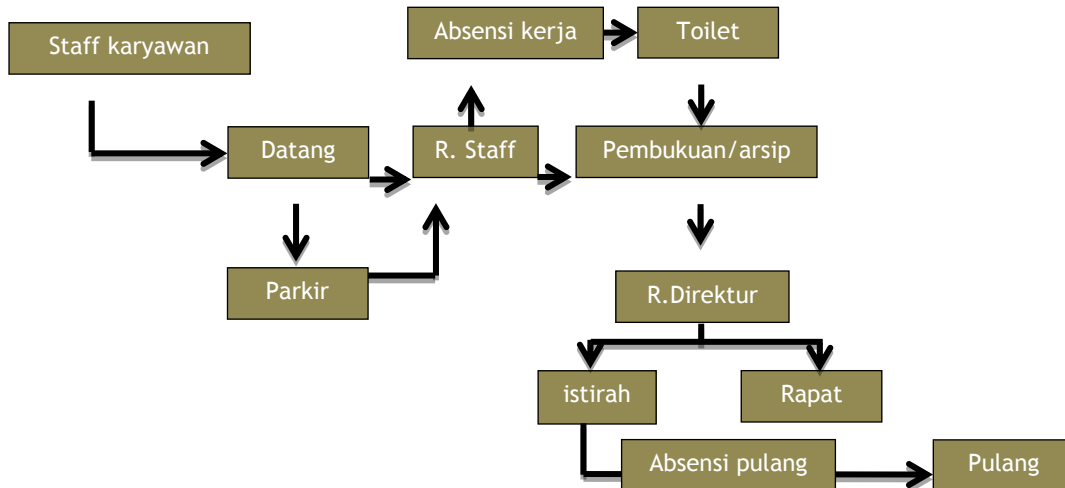 Staff karyawan
Absensi kerja
Toilet
Datang
R. Staff
Pembukuan/arsip
Parkir
R.Direktur
istirah
Rapat
Absensi pulang
Pulang